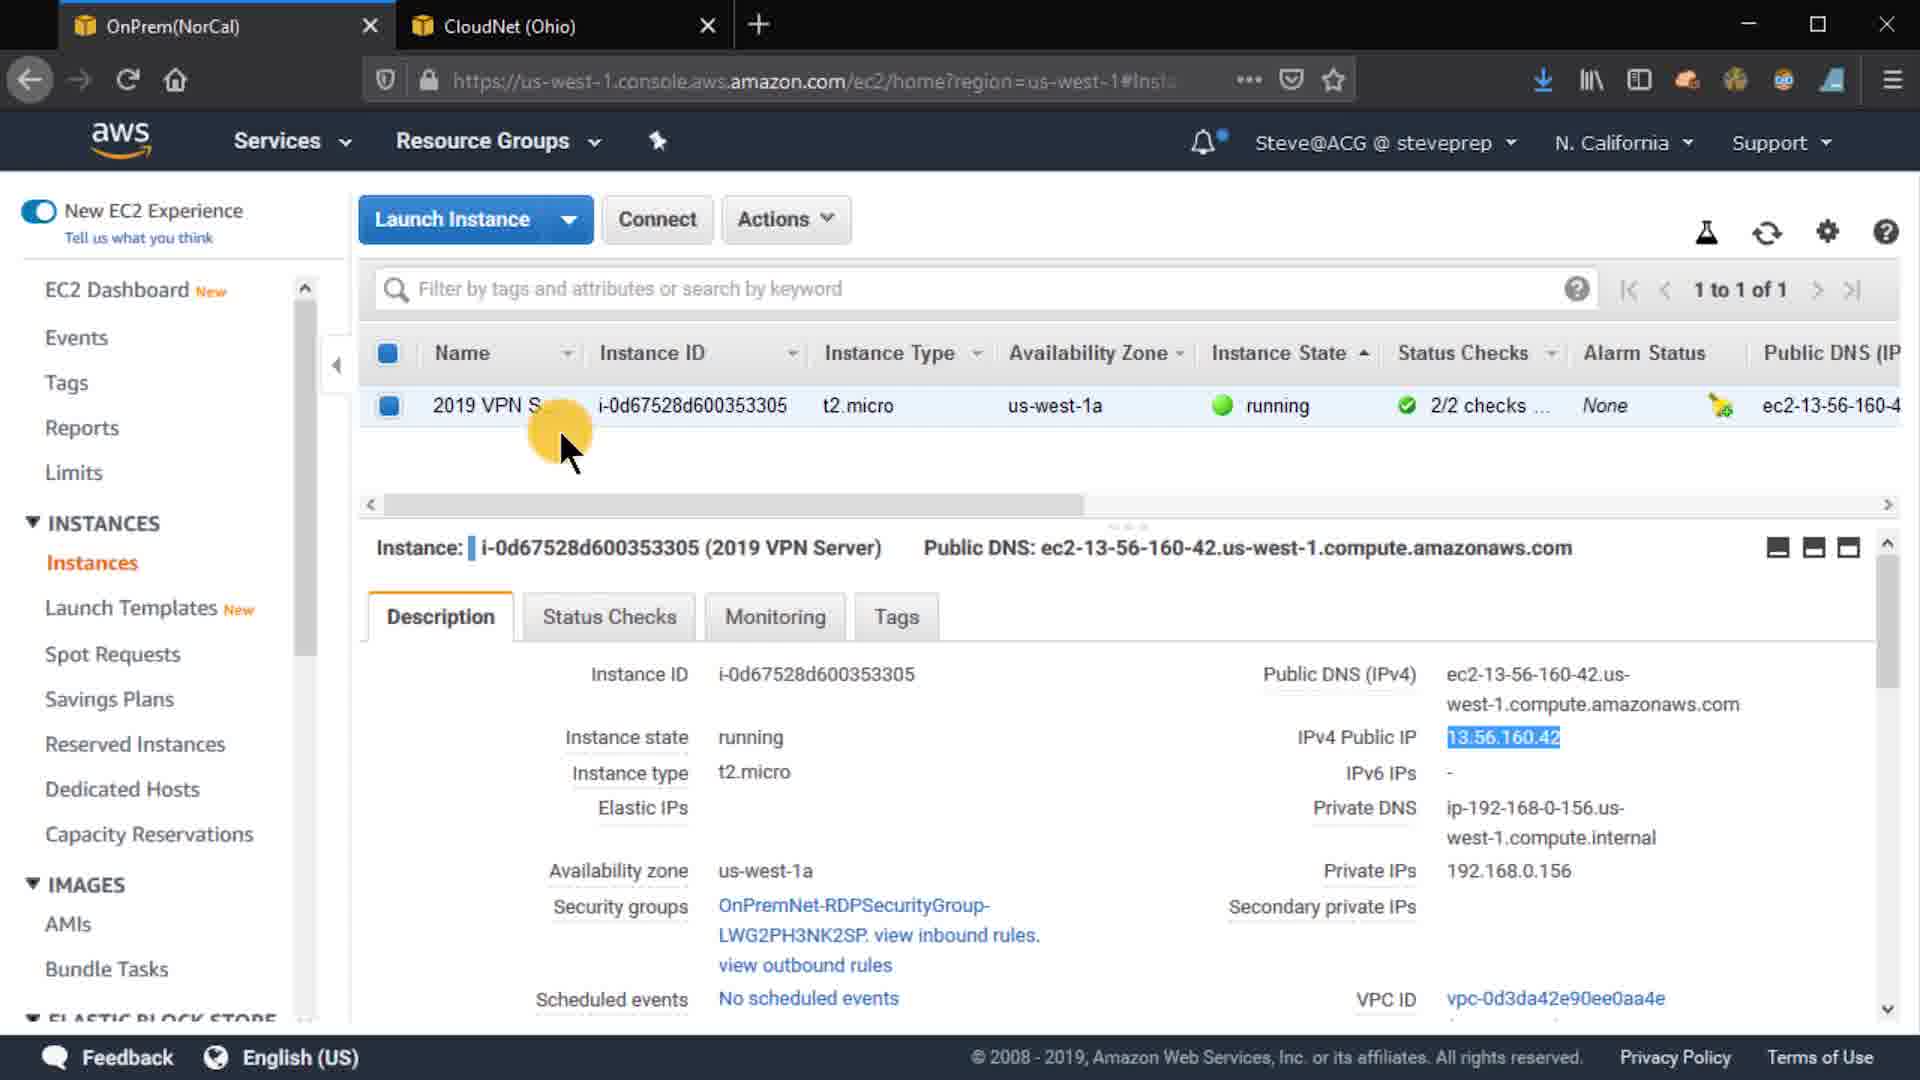 OnPrem(NorCal)
CloudNet (Ohio)
https://us-west-1.console.aws.amazon.com/ec2/home?region=us-west-1#Inst
aws
Services
Resource Groups
Steve@ACG @ steveprep
N. California
Support
New EC2 Experience
Tell us what you think
Launch Instance
Connect
Actions
Filter by tags and attributes or search by keyword
1 to 1 of 1
EC2 Dashboard New
Events
Tags
Reports
Limits
INSTANCES
Instances
Launch Templates New
Spot Requests
Savings Plans
Reserved Instances
Dedicated Hosts
Capacity Reservations
IMAGES
AMIs
Bundle Tasks
ELASTIC BLOCK STORE
Name Instance ID Instance Type Availability Zone Instance State Status Checks Alarm Status Public DNS (IP
2019 VPN S... i-0d67528d600353305 t2.micro us-west-1a running 2/2 checks ... None ec2-13-56-160-4
Instance: i-0d67528d600353305 (2019 VPN Server) Public DNS: ec2-13-56-160-42.us-west-1.compute.amazonaws.com
Description
Status Checks
Monitoring
Tags
Instance ID i-0d67528d600353305
Instance state running
Instance type t2.micro
Elastic IPs
Availability zone us-west-1a
Security groups OnPremNet-RDPSecurityGroup-
LWG2PH3NK2SP. view inbound rules.
view outbound rules
Scheduled events No scheduled events
Public DNS (IPv4) ec2-13-56-160-42.us-
west-1.compute.amazonaws.com
IPv4 Public IP 13.56.160.42
IPv6 IPs -
Private DNS ip-192-168-0-156.us-
west-1.compute.internal
Private IPs 192.168.0.156
Secondary private IPs
VPC ID vpc-0d3da42e90ee0aa4e
Feedback
English (US)
© 2008 - 2019, Amazon Web Services, Inc. or its affiliates. All rights reserved.
Privacy Policy
Terms of Use